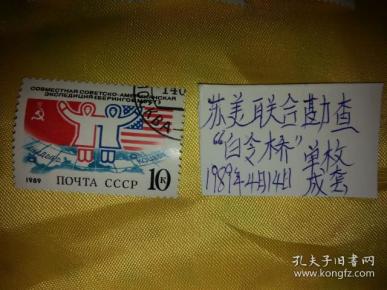 СОВМЕСТНАЯ СОВЕТСКО-АМЕРИКАНСКАЯ
ЭКСПЕДИЦИЯ «БЕРИНГОВ МОСТ»
1989
ПОЧТА СССР
10 К
苏美联合勘查
“白令桥”单枚
1989年4月14日
成套
孔夫子旧书网
www.kongfz.com